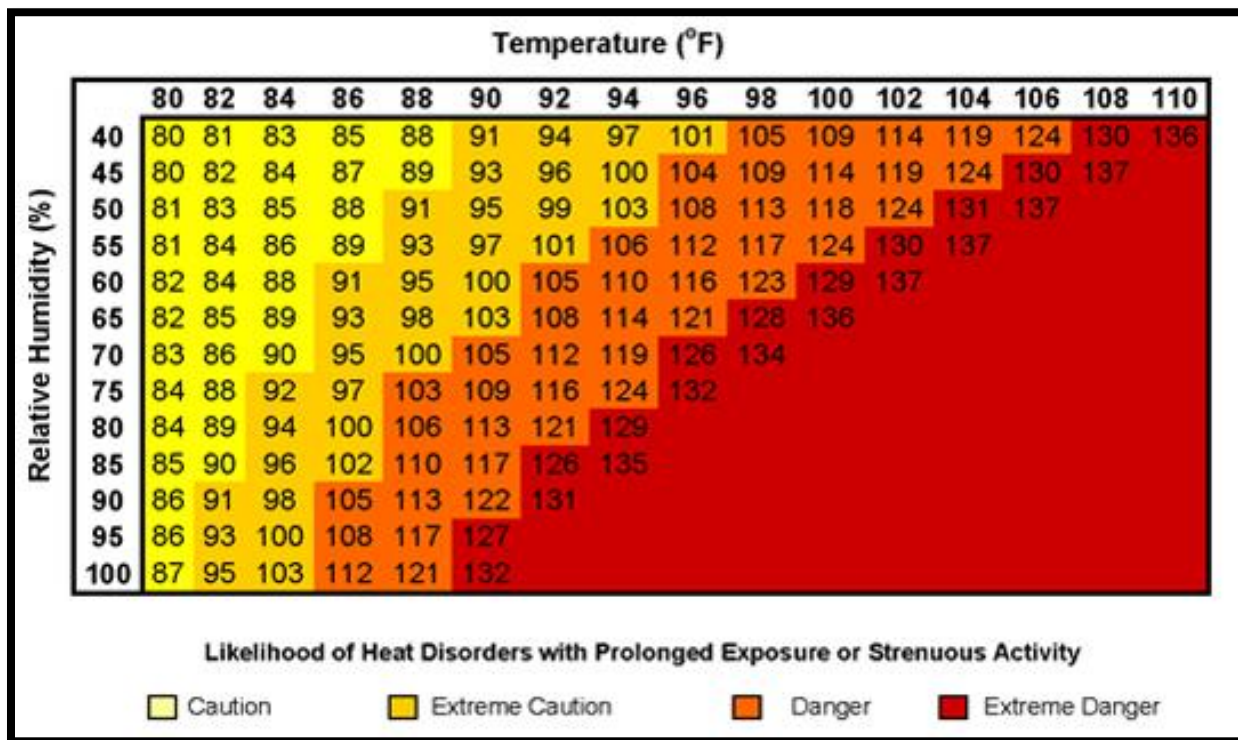 Temperature (°F)
80 82 84 86 88 90 92 94 96 98 100 102 104 106 108 110
Relative Humidity (%)
40 80 81 83 85 88 91 94 97 101 105 109 114 119 124 130 136
45 80 82 84 87 89 93 96 100 104 109 114 119 124 130 137
50 81 83 85 88 91 95 99 103 108 113 118 124 131 137
55 81 84 86 89 93 97 101 106 112 117 124 130 137
60 82 84 88 91 95 100 105 110 116 123 129 137
65 82 85 89 93 98 103 108 114 121 128 136
70 83 86 90 95 100 105 112 119 126 134
75 84 88 92 97 103 109 116 124 132
80 84 89 94 100 106 113 121 129
85 85 90 96 102 110 117 126 135
90 86 91 98 105 113 122 131
95 86 93 100 108 117 127
100 87 95 103 112 121 132
Likelihood of Heat Disorders with Prolonged Exposure or Strenuous Activity
Caution Extreme Caution Danger Extreme Danger